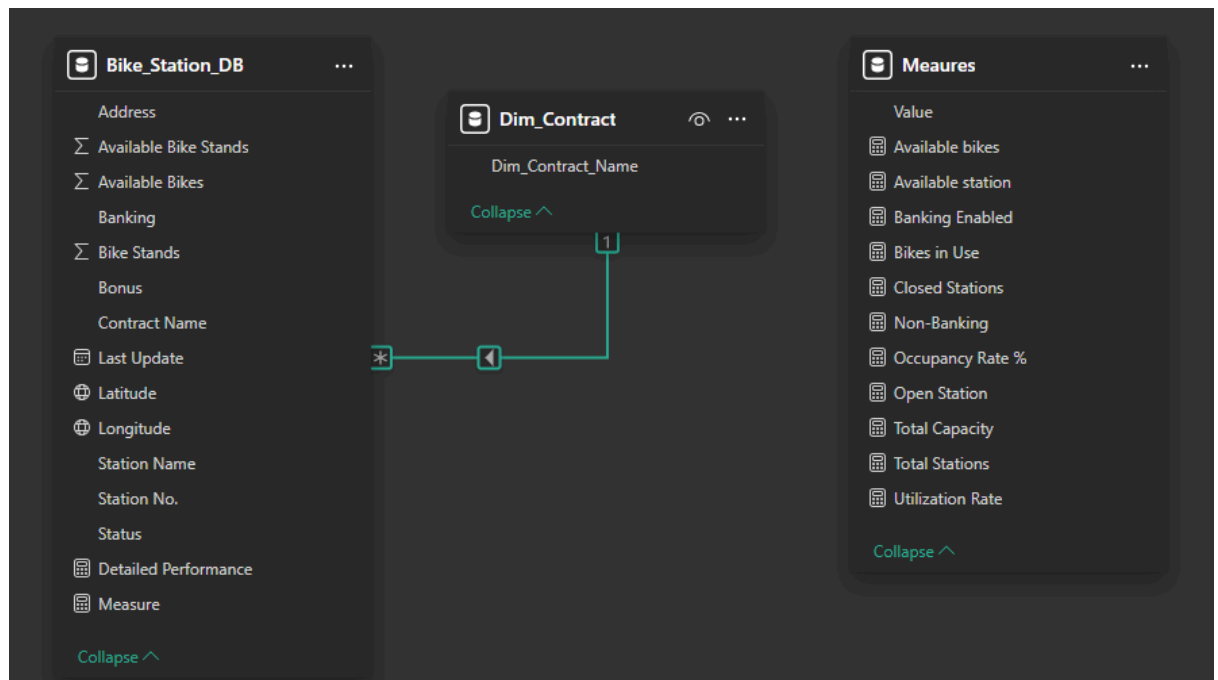 Bike_Station_DB
Address
Available Bike Stands
Available Bikes
Banking
Bike Stands
Bonus
Contract Name
Last Update
Latitude
Longitude
Station Name
Station No.
Status
Detailed Performance
Measure
Collapse
Dim_Contract
Dim_Contract_Name
Collapse
1
*
Meaures
Value
Available bikes
Available station
Banking Enabled
Bikes in Use
Closed Stations
Non-Banking
Occupancy Rate %
Open Station
Total Capacity
Total Stations
Utilization Rate
Collapse